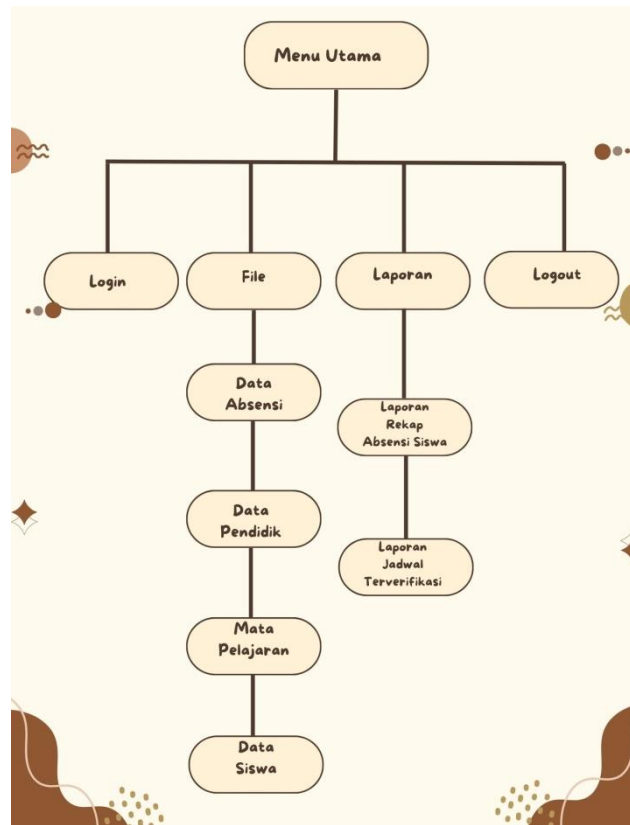 Menu Utama
Login
File
Laporan
Logout
Data
Absensi
Laporan
Rekap
Absensi Siswa
Data
Pendidik
Laporan
Jadwal
Terverifikasi
Mata
Pelajaran
Data
Siswa